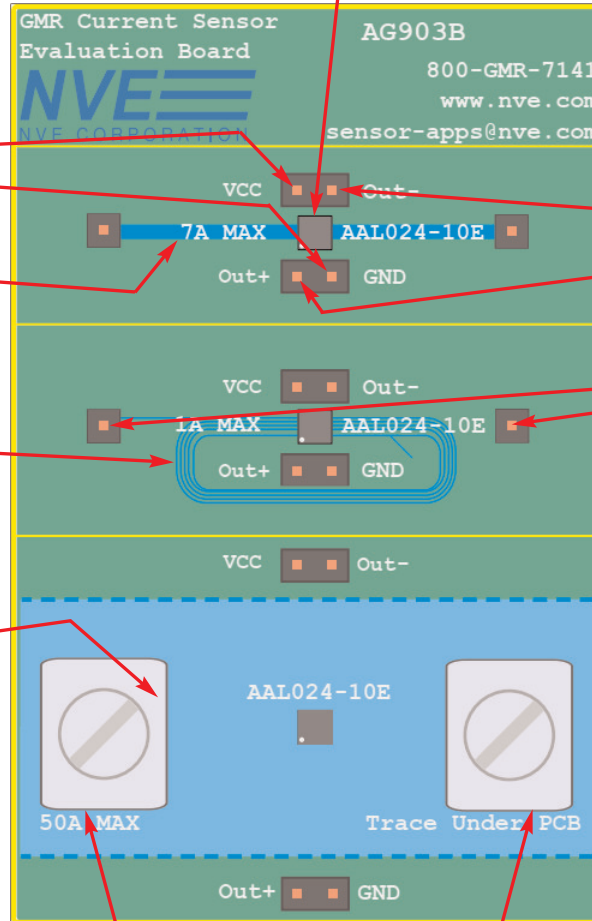 GMR Current Sensor
Evaluation Board
AG903B
800-GMR-7141
www.nve.com
sensor-apps@nve.com
NVE
NVE CORPORATION
VCC Out-
7A MAX AAL024-10E
Out+ GND
VCC Out-
1A MAX AAL024-10E
Out+ GND
VCC Out-
AAL024-10E
50A MAX Trace Under PCB
Out+ GND